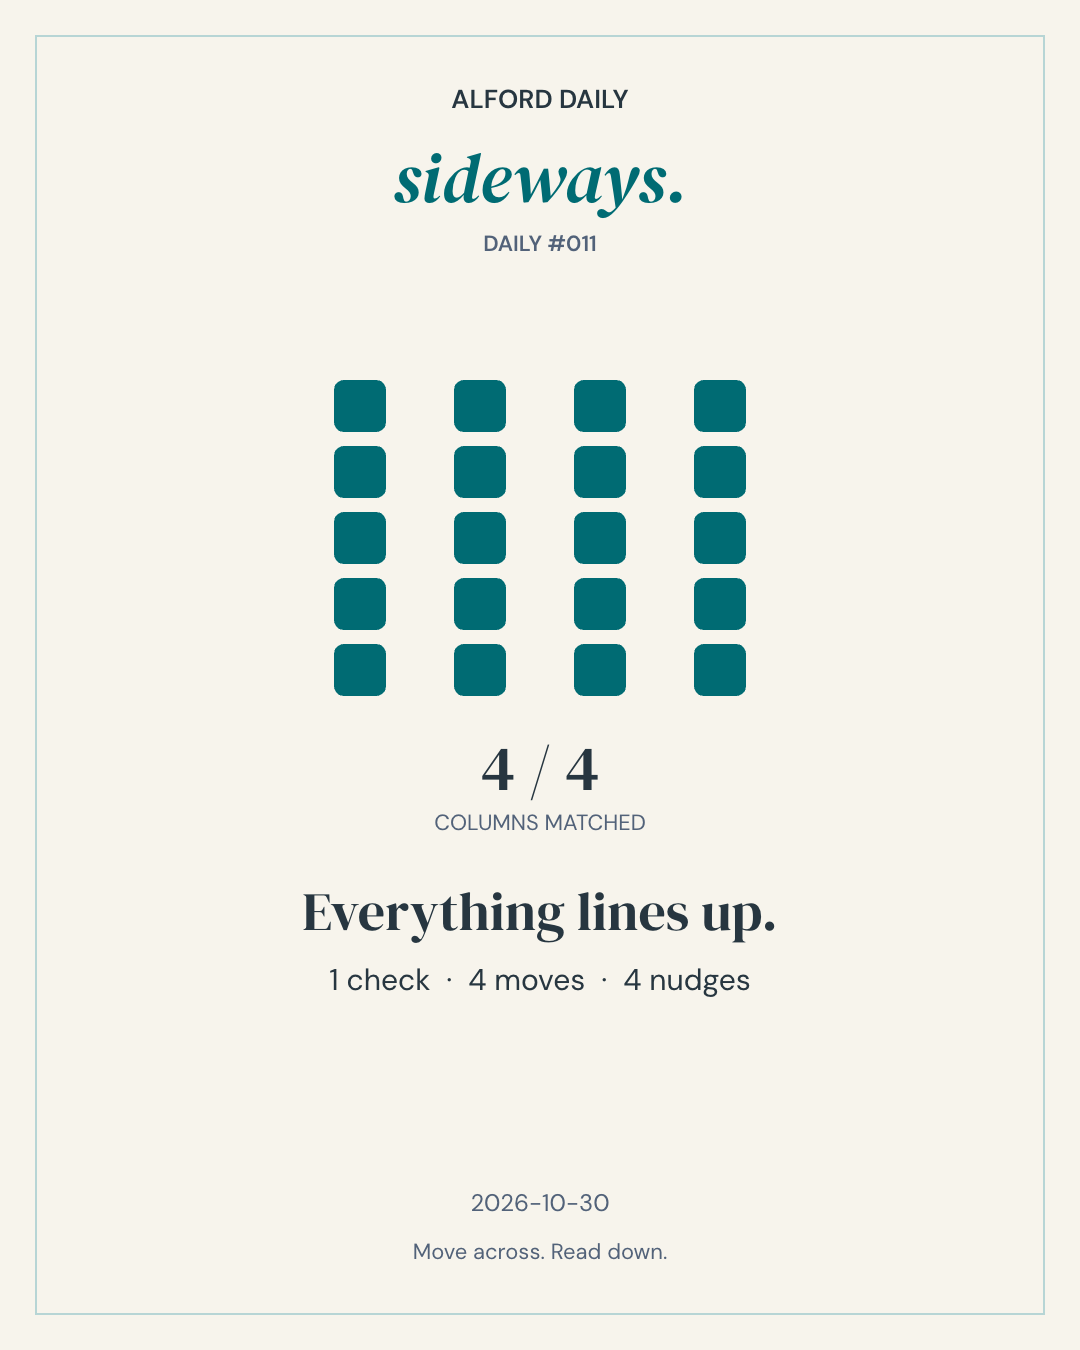 ALFORD DAILY
sideways.
DAILY #011
4 / 4
COLUMNS MATCHED
Everything lines up.
1 check · 4 moves · 4 nudges
2026-10-30
Move across. Read down.